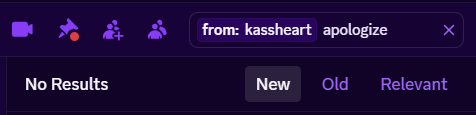 from: kassheart apologize
No Results
New
Old
Relevant